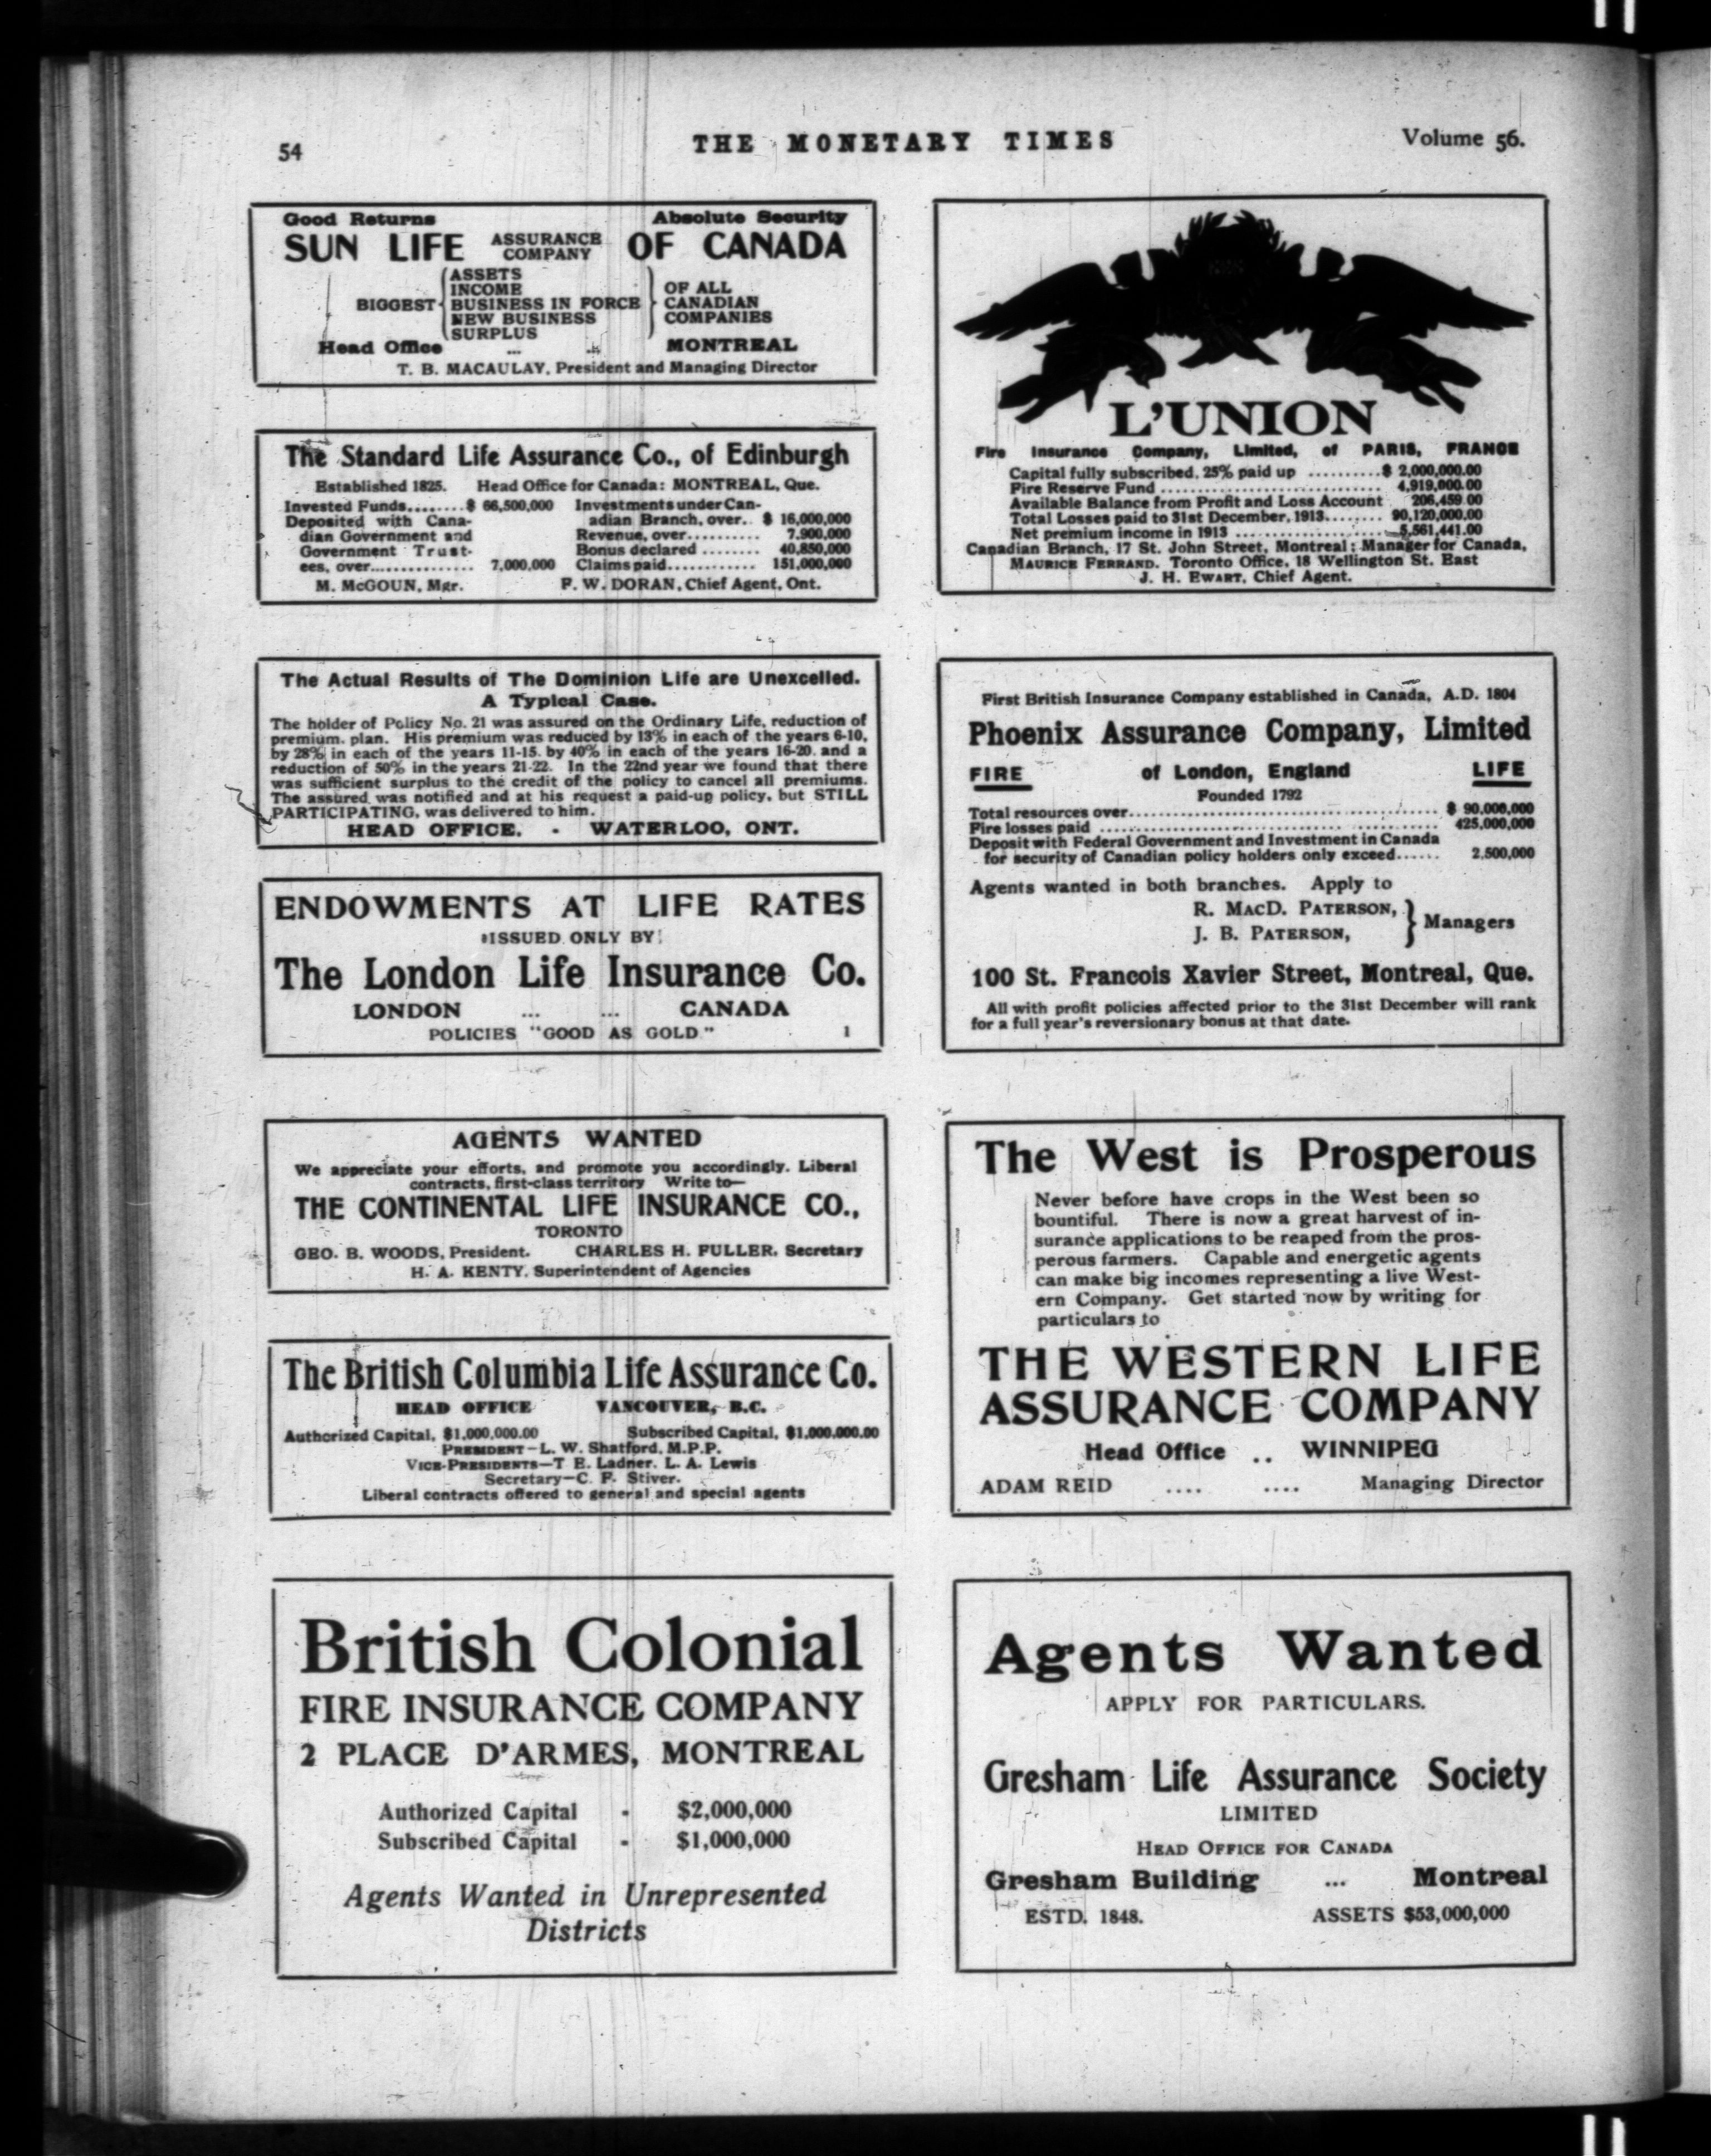 54
THE MONETARY TIMES
Volume 56.
Good Returns Absolute Security
SUN LIFE ASSURANCE COMPANY OF CANADA
BIGGEST
ASSETS
INCOME
BUSINESS IN FORCE
NEW BUSINESS
SURPLUS
OF ALL
CANADIAN
COMPANIES
Head Office ... ... MONTREAL
T. B. MACAULAY, President and Managing Director
The Standard Life Assurance Co., of Edinburgh
Established 1825. Head Office for Canada: MONTREAL, Que.
Invested Funds........$ 66,500,000
Deposited with Cana-
dian Government and
Government Trust-
ees, over.............. 7,000,000
Investments under Can-
adian Branch, over.. $ 16,000,000
Revenue, over.......... 7,900,000
Bonus declared ........ 40,850,000
Claims paid............ 151,000,000
M. McGOUN, Mgr. F. W. DORAN, Chief Agent, Ont.
The Actual Results of The Dominion Life are Unexcelled.
A Typical Case.
The holder of Policy No. 21 was assured on the Ordinary Life, reduction of
premium. plan. His premium was reduced by 13% in each of the years 6-10,
by 28% in each of the years 11-15, by 40% in each of the years 16-20, and a
reduction of 50% in the years 21-22. In the 22nd year we found that there
was sufficient surplus to the credit of the policy to cancel all premiums.
The assured was notified and at his request a paid-up policy, but STILL
PARTICIPATING, was delivered to him.
HEAD OFFICE, - WATERLOO, ONT.
ENDOWMENTS AT LIFE RATES
ISSUED ONLY BY
The London Life Insurance Co.
LONDON ... ... CANADA
POLICIES "GOOD AS GOLD" 1
AGENTS WANTED
We appreciate your efforts, and promote you accordingly. Liberal
contracts, first-class territory Write to—
THE CONTINENTAL LIFE INSURANCE CO.,
TORONTO
GEO. B. WOODS, President. CHARLES H. FULLER, Secretary
H. A. KENTY, Superintendent of Agencies
The British Columbia Life Assurance Co.
HEAD OFFICE VANCOUVER, B.C.
Authorized Capital, $1,000,000.00 Subscribed Capital, $1,000,000.00
PRESIDENT—L. W. Shatford, M.P.P.
VICE-PRESIDENTS—T E. Ladner, L. A. Lewis
Secretary—C. F. Stiver.
Liberal contracts offered to general and special agents
British Colonial
FIRE INSURANCE COMPANY
2 PLACE D'ARMES, MONTREAL
Authorized Capital - $2,000,000
Subscribed Capital - $1,000,000
Agents Wanted in Unrepresented
Districts
L'UNION
Fire Insurance Company, Limited, of PARIS, FRANCE
Capital fully subscribed, 25% paid up ..........$ 2,000,000.00
Fire Reserve Fund .............................. 4,919,000.00
Available Balance from Profit and Loss Account 206,459.00
Total Losses paid to 31st December, 1913........ 90,120,000.00
Net premium income in 1913 .................... 5,561,441.00
Canadian Branch, 17 St. John Street, Montreal; Manager for Canada,
MAURICE FERRAND. Toronto Office, 18 Wellington St. East
J. H. EWART, Chief Agent.
First British Insurance Company established in Canada, A.D. 1804
Phoenix Assurance Company, Limited
FIRE of London, England LIFE
Founded 1792
Total resources over........................................ $ 90,000,000
Fire losses paid ............................................ 425,000,000
Deposit with Federal Government and Investment in Canada
for security of Canadian policy holders only exceed...... 2,500,000
Agents wanted in both branches. Apply to
R. MACD. PATERSON,
J. B. PATERSON,
Managers
100 St. Francois Xavier Street, Montreal, Que.
All with profit policies affected prior to the 31st December will rank
for a full year's reversionary bonus at that date.
The West is Prosperous
Never before have crops in the West been so
bountiful. There is now a great harvest of in-
surance applications to be reaped from the pros-
perous farmers. Capable and energetic agents
can make big incomes representing a live West-
ern Company. Get started now by writing for
particulars to
THE WESTERN LIFE
ASSURANCE COMPANY
Head Office .. WINNIPEG
ADAM REID .... .... Managing Director
Agents Wanted
APPLY FOR PARTICULARS.
Gresham Life Assurance Society
LIMITED
HEAD OFFICE FOR CANADA
Gresham Building ... Montreal
ESTD. 1848. ASSETS $53,000,000